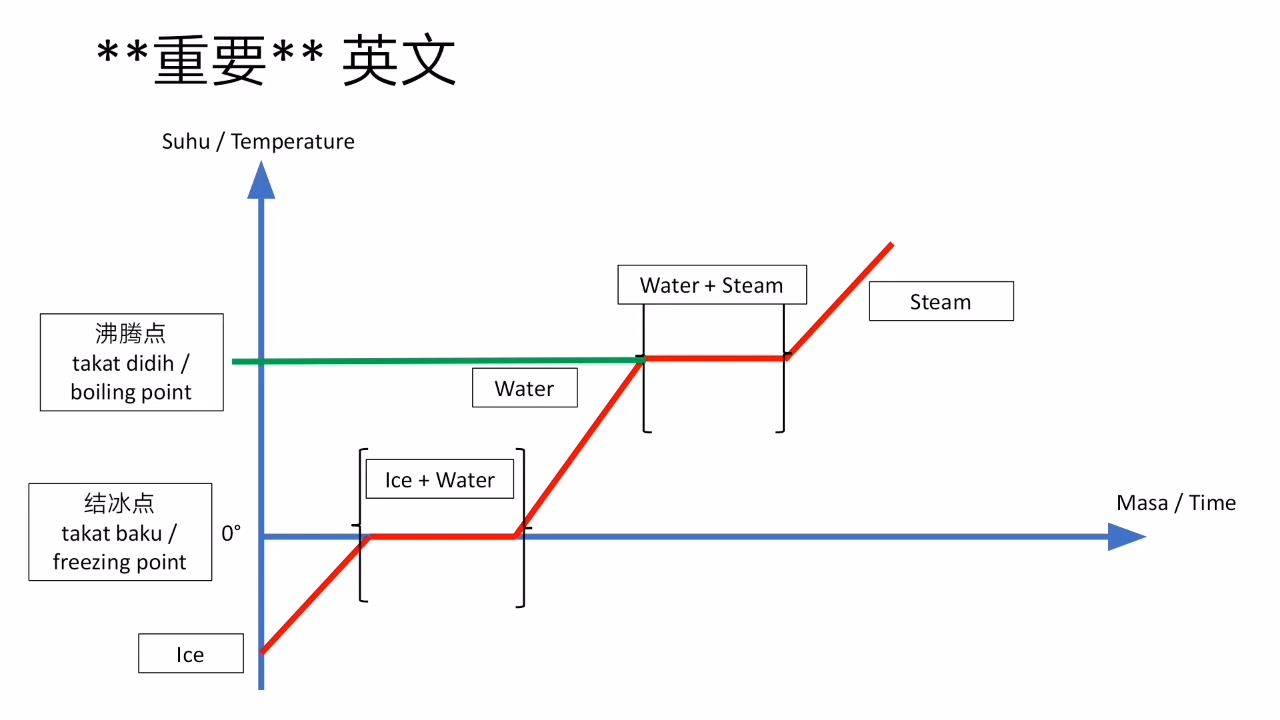 **重要** 英文
Suhu / Temperature
Water + Steam
Steam
沸腾点
takat didih /
boiling point
Water
Ice + Water
结冰点
takat baku /
freezing point
0°
Masa / Time
Ice